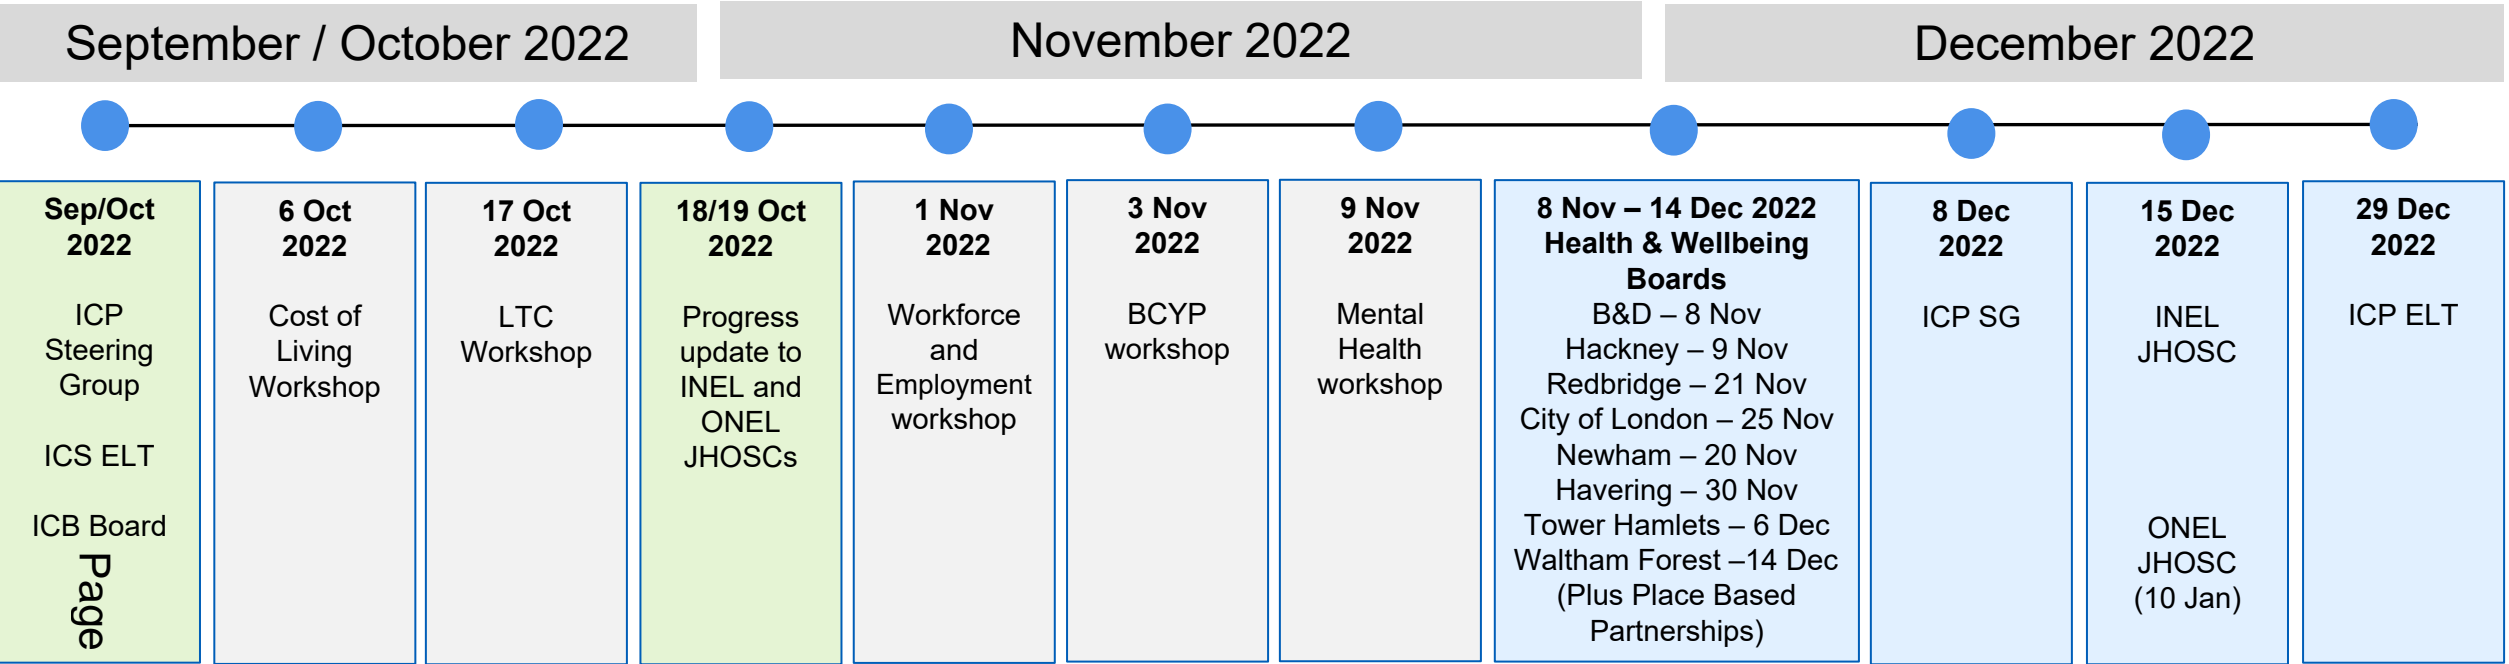 September / October 2022
November 2022
December 2022
Sep/Oct
2022
ICP
Steering
Group
ICS ELT
ICB Board
Page
6 Oct
2022
Cost of
Living
Workshop
17 Oct
2022
LTC
Workshop
18/19 Oct
2022
Progress
update to
INEL and
ONEL
JHOSCs
1 Nov
2022
Workforce
and
Employment
workshop
3 Nov
2022
BCYP
workshop
9 Nov
2022
Mental
Health
workshop
8 Nov – 14 Dec 2022
Health & Wellbeing
Boards
B&D – 8 Nov
Hackney – 9 Nov
Redbridge – 21 Nov
City of London – 25 Nov
Newham – 20 Nov
Havering – 30 Nov
Tower Hamlets – 6 Dec
Waltham Forest –14 Dec
(Plus Place Based
Partnerships)
8 Dec
2022
ICP SG
15 Dec
2022
INEL
JHOSC
ONEL
JHOSC
(10 Jan)
29 Dec
2022
ICP ELT